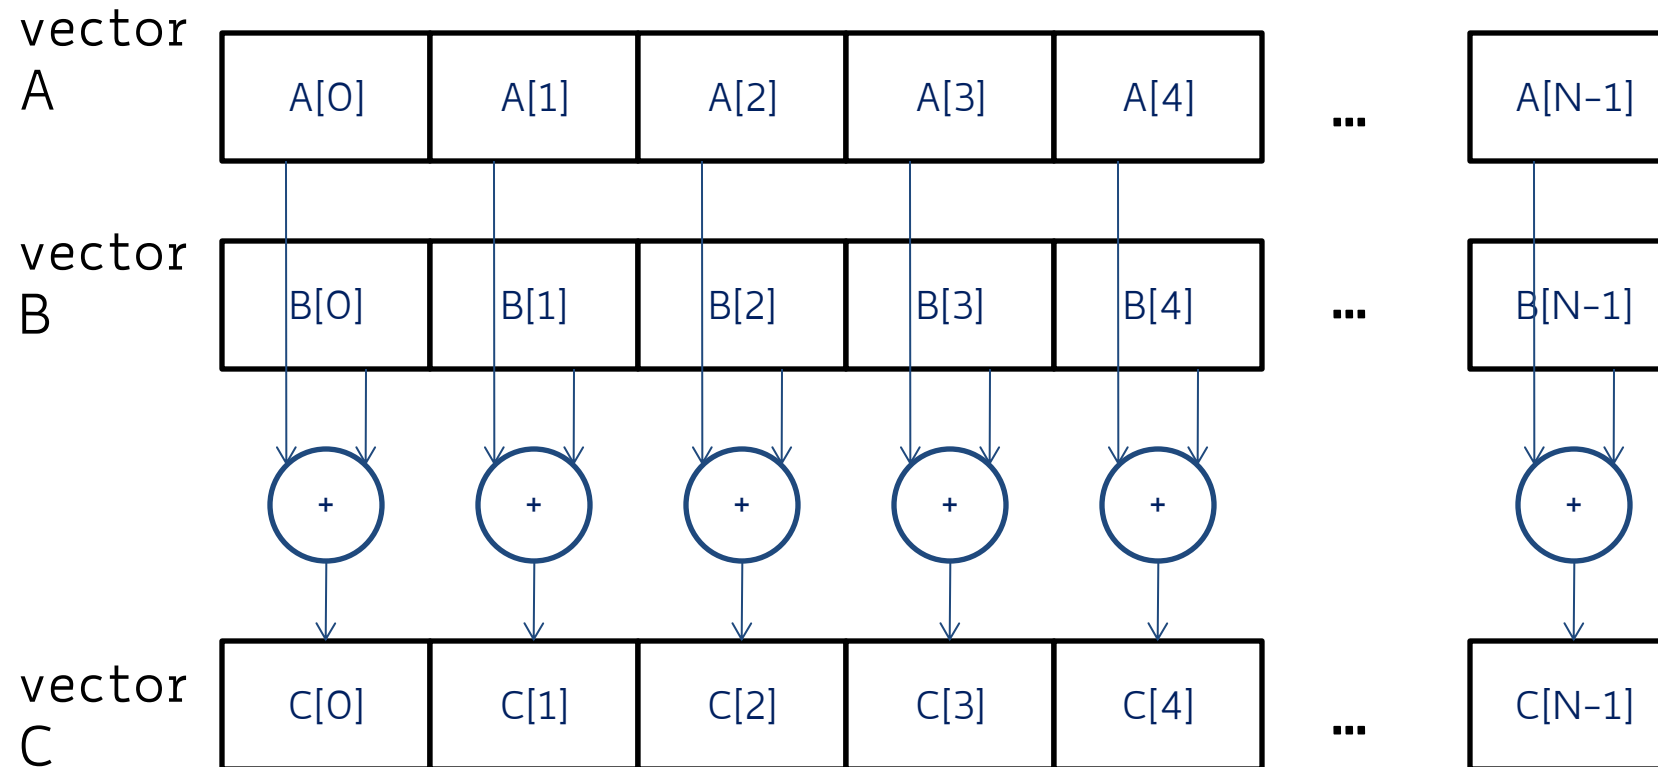 vector
A
A[0] A[1] A[2] A[3] A[4] ... A[N-1]
vector
B
B[0] B[1] B[2] B[3] B[4] ... B[N-1]
+ + + + + +
vector
C
C[0] C[1] C[2] C[3] C[4] ... C[N-1]